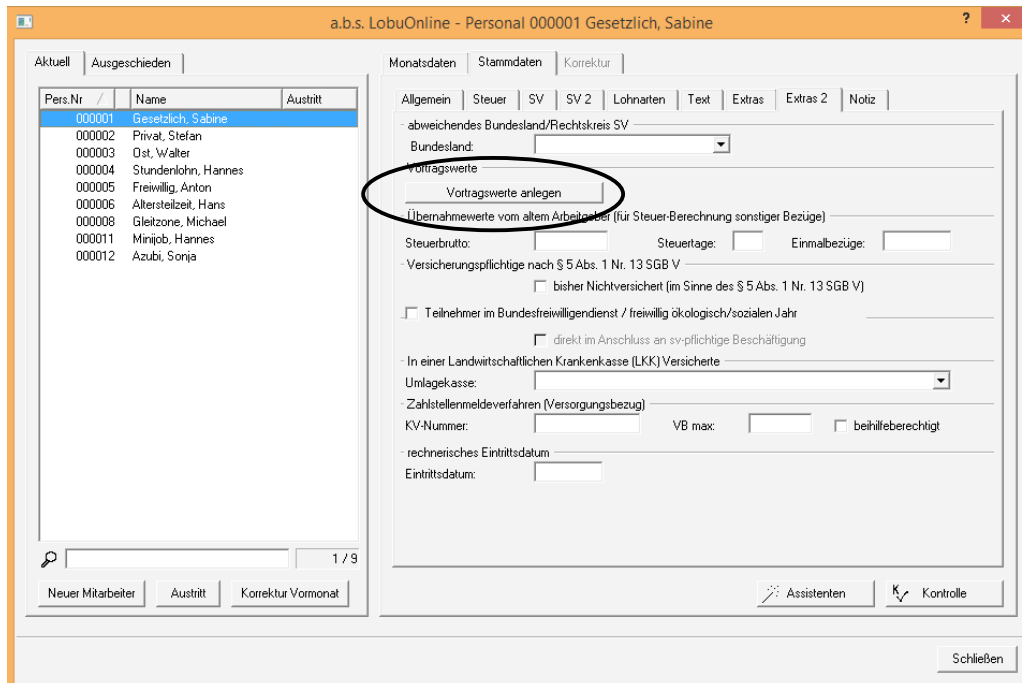 a.b.s. LobuOnline - Personal 000001 Gesetzlich, Sabine ? ×
Aktuell Ausgeschieden
Pers.Nr Name Austritt
000001 Gesetzlich, Sabine
000002 Privat, Stefan
000003 Ost, Walter
000004 Stundenlohn, Hannes
000005 Freiwillig, Anton
000006 Altersteilzeit, Hans
000008 Gleitzone, Michael
000011 Minijob, Hannes
000012 Azubi, Sonja
1 / 9
Neuer Mitarbeiter Austritt Korrektur Vormonat
Monatsdaten Stammdaten Korrektur
Allgemein Steuer SV SV 2 Lohnarten Text Extras Extras 2 Notiz
abweichendes Bundesland/Rechtskreis SV
Bundesland:
Vortragswerte
Vortragswerte anlegen
Übernahmewerte vom altem Arbeitgeber (für Steuer-Berechnung sonstiger Bezüge)
Steuerbrutto: Steuertage: Einmalbezüge:
Versicherungspflichtige nach § 5 Abs. 1 Nr. 13 SGB V
bisher Nichtversichert (im Sinne des § 5 Abs. 1 Nr. 13 SGB V)
Teilnehmer im Bundesfreiwilligendienst / freiwillig ökologisch/sozialen Jahr
direkt im Anschluss an sv-pflichtige Beschäftigung
In einer Landwirtschaftlichen Krankenkasse (LKK) Versicherte
Umlagekasse:
Zahlstellenmeldeverfahren (Versorgungsbezug)
KV-Nummer: VB max: beihilfeberechtigt
rechnerisches Eintrittsdatum
Eintrittsdatum:
Assistenten K Kontrolle
Schließen